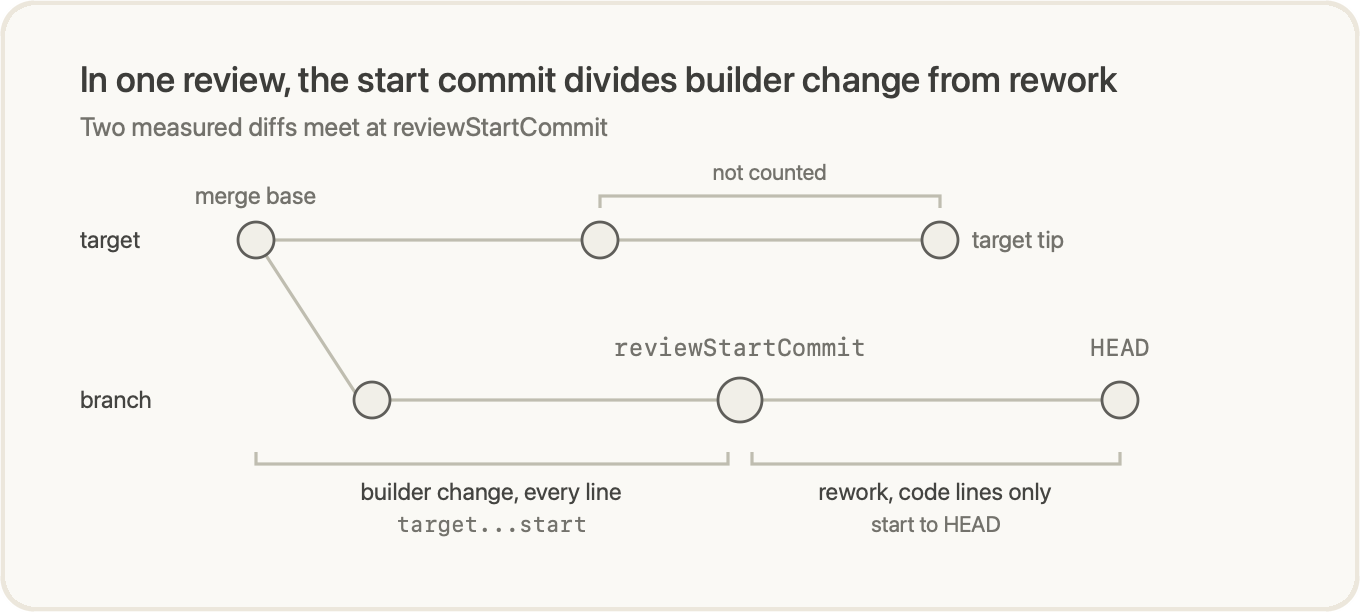 In one review, the start commit divides builder change from rework
Two measured diffs meet at reviewStartCommit
not counted
merge base
target
target tip
reviewStartCommit
HEAD
branch
builder change, every line
target...start
rework, code lines only
start to HEAD